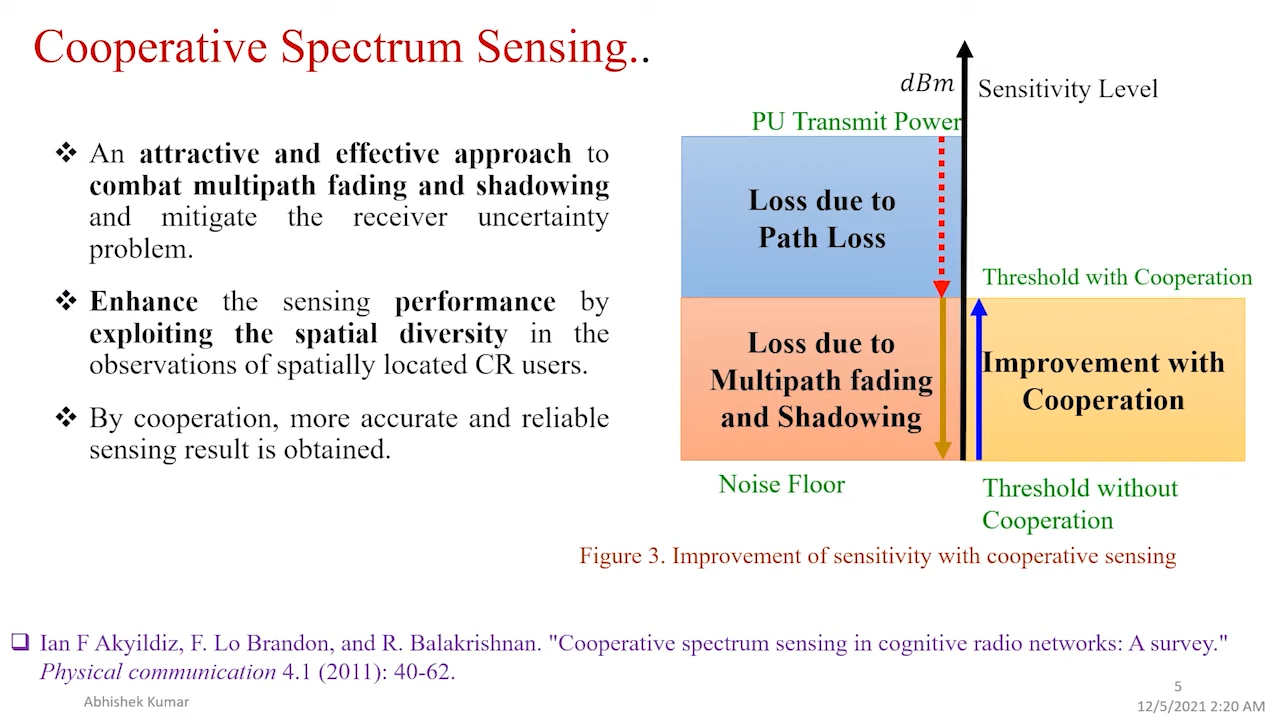 Cooperative Spectrum Sensing..
❖ An attractive and effective approach to
combat multipath fading and shadowing
and mitigate the receiver uncertainty
problem.
❖ Enhance the sensing performance by
exploiting the spatial diversity in the
observations of spatially located CR users.
❖ By cooperation, more accurate and reliable
sensing result is obtained.
dBm
Sensitivity Level
PU Transmit Power
Loss due to
Path Loss
Threshold with Cooperation
Loss due to
Multipath fading
and Shadowing
Improvement with
Cooperation
Noise Floor
Threshold without
Cooperation
Figure 3. Improvement of sensitivity with cooperative sensing
❑ Ian F Akyildiz, F. Lo Brandon, and R. Balakrishnan. "Cooperative spectrum sensing in cognitive radio networks: A survey."
Physical communication 4.1 (2011): 40-62.
Abhishek Kumar
5
12/5/2021 2:20 AM